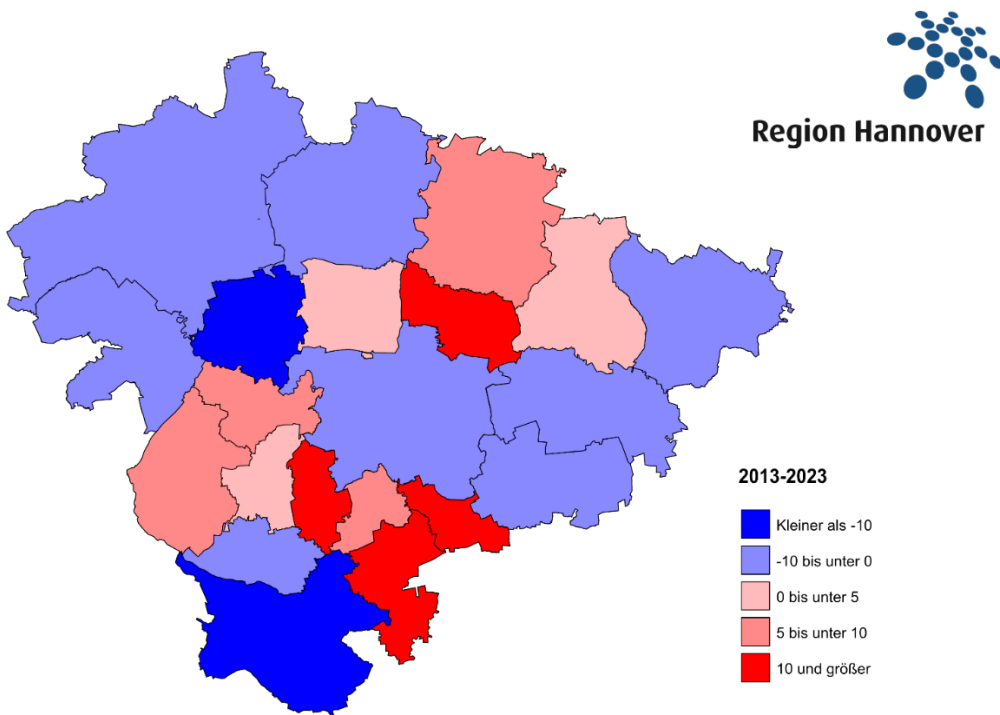 Region Hannover
2013-2023
Kleiner als -10
-10 bis unter 0
0 bis unter 5
5 bis unter 10
10 und größer